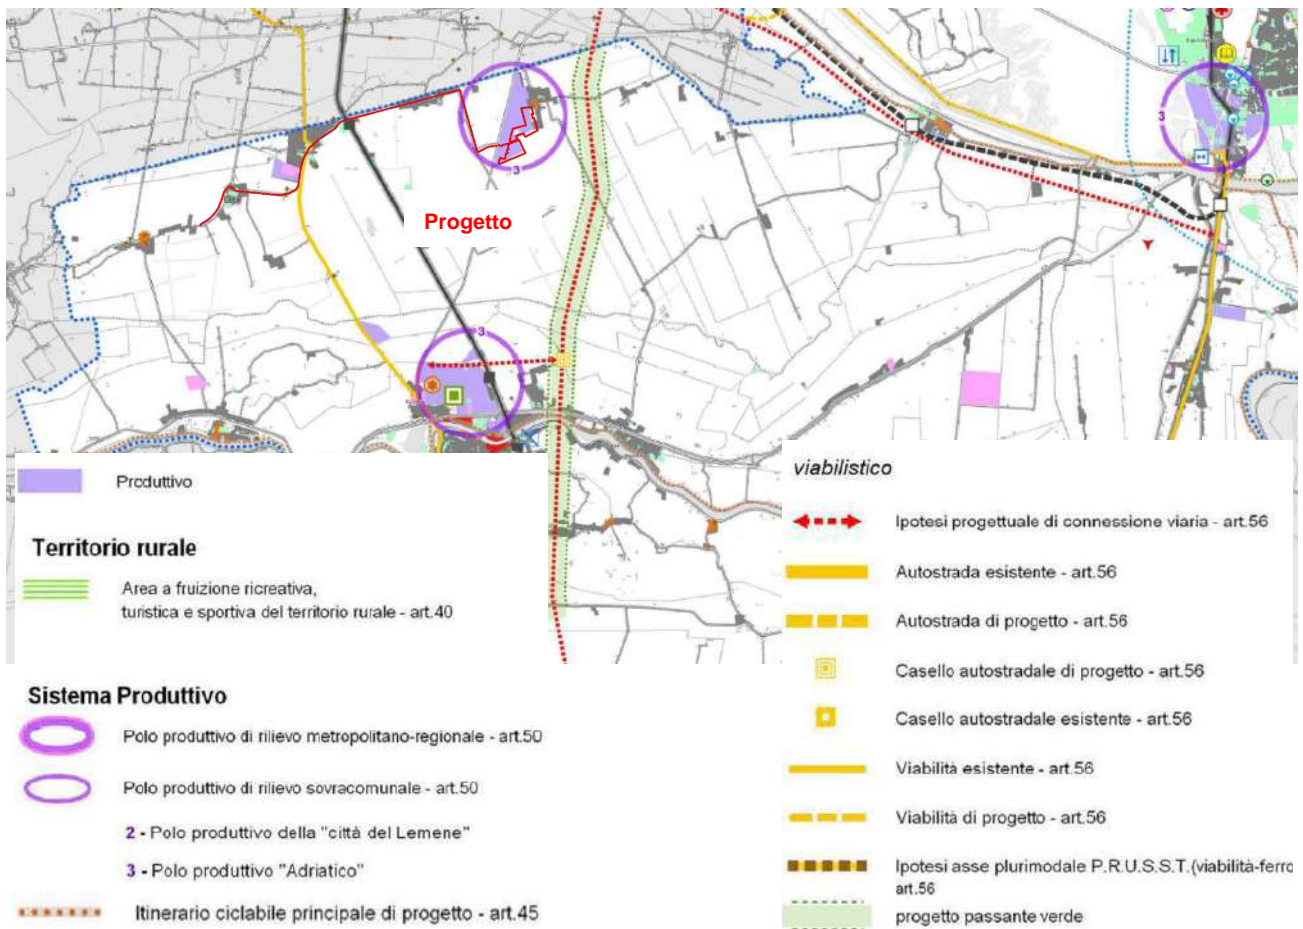 3
3
Progetto
3
Produttivo
Territorio rurale
Area a fruizione ricreativa,
turistica e sportiva del territorio rurale - art.40
Sistema Produttivo
Polo produttivo di rilievo metropolitano-regionale - art.50
Polo produttivo di rilievo sovracomunale - art.50
2 - Polo produttivo della "città del Lemene"
3 - Polo produttivo "Adriatico"
Itinerario ciclabile principale di progetto - art.45
viabilistico
Ipotesi progettuale di connessione viaria - art.56
Autostrada esistente - art.56
Autostrada di progetto - art.56
Casello autostradale di progetto - art.56
Casello autostradale esistente - art.56
Viabilità esistente - art.56
Viabilità di progetto - art.56
Ipotesi asse plurimodale P.R.U.S.S.T.(viabilità-ferro
art.56
progetto passante verde